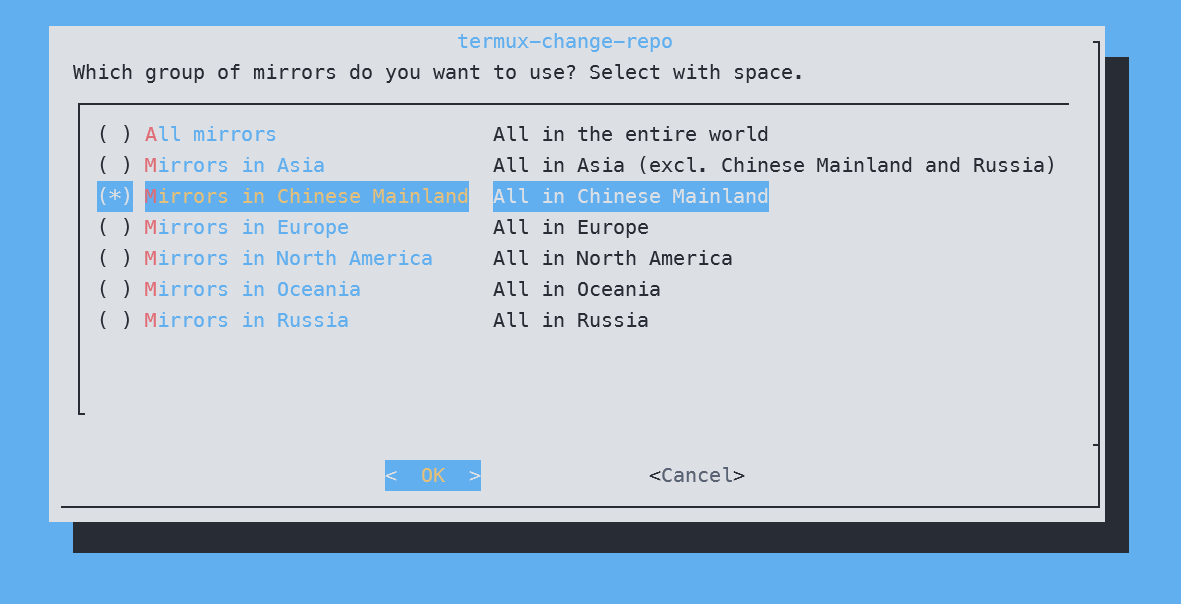 termux-change-repo
Which group of mirrors do you want to use? Select with space.
( ) All mirrors All in the entire world
( ) Mirrors in Asia All in Asia (excl. Chinese Mainland and Russia)
(*) Mirrors in Chinese Mainland All in Chinese Mainland
( ) Mirrors in Europe All in Europe
( ) Mirrors in North America All in North America
( ) Mirrors in Oceania All in Oceania
( ) Mirrors in Russia All in Russia
< OK > <Cancel>